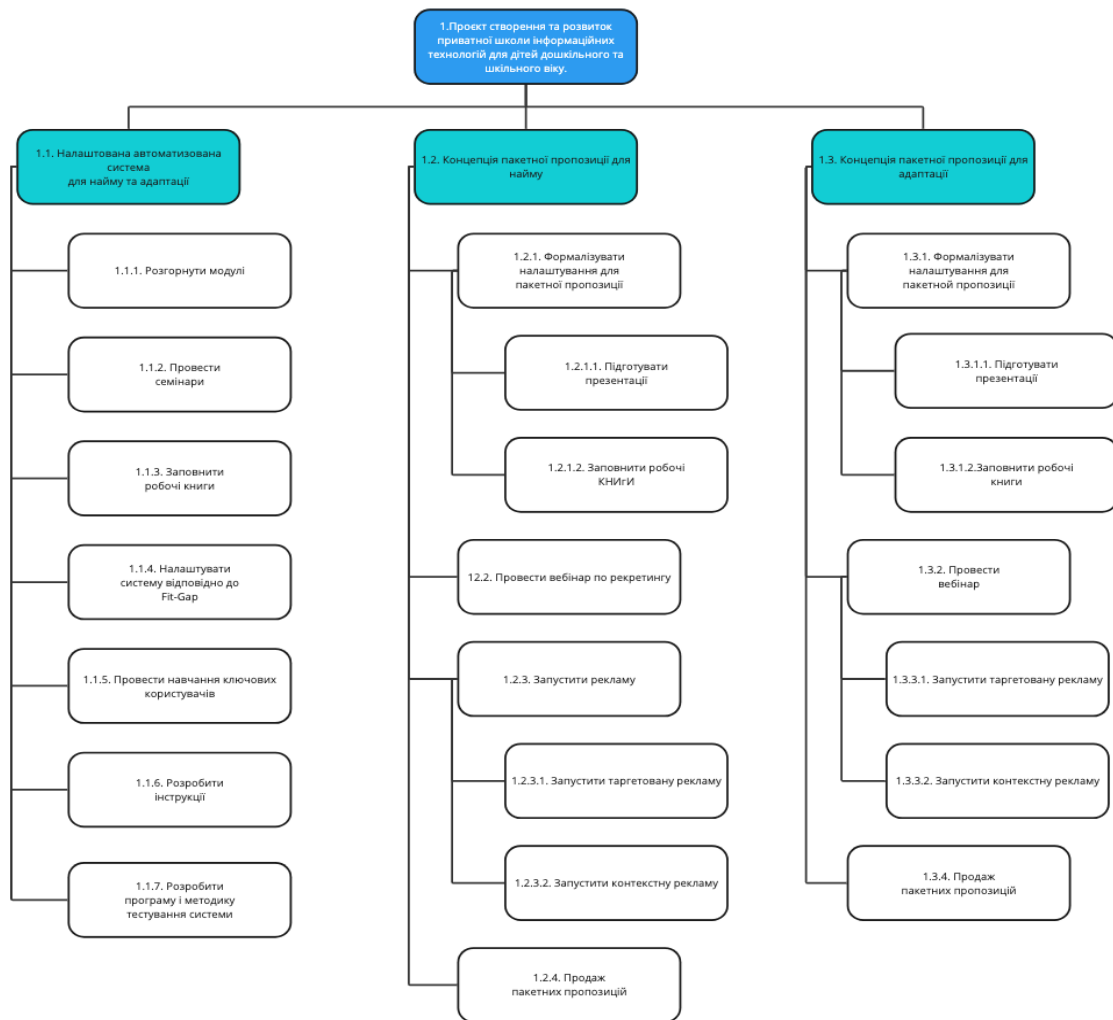 1.Проєкт створення та розвиток
приватної школи інформаційних
технологій для дітей дошкільного та
шкільного віку.
1.1. Налаштована автоматизована
система
для найму та адаптації
1.1.1. Розгорнути модулі
1.1.2. Провести
семінари
1.1.3. Заповнити
робочі книги
1.1.4. Налаштувати
систему відповідно до
Fit-Gap
1.1.5. Провести навчання ключових
користувачів
1.1.6. Розробити
інструкції
1.1.7. Розробити
програму і методику
тестування системи
1.2. Концепція пакетної пропозиції для
найму
1.2.1. Формалізувати
налаштування для
пакетної пропозиції
1.2.1.1. Підготувати
презентації
1.2.1.2. Заповнити робочі
КНИгИ
12.2. Провести вебінар по рекретингу
1.2.3. Запустити рекламу
1.2.3.1. Запустити таргетовану рекламу
1.2.3.2. Запустити контекстну рекламу
1.2.4. Продаж
пакетних пропозицій
1.3. Концепція пакетної пропозиції для
адаптації
1.3.1. Формалізувати
налаштування для
пакетной пропозиції
1.3.1.1. Підготувати
презентації
1.3.1.2.Заповнити робочі
книги
1.3.2. Провести
вебінар
1.3.3.1. Запустити таргетовану рекламу
1.3.3.2. Запустити контекстну рекламу
1.3.4. Продаж
пакетних пропозицій